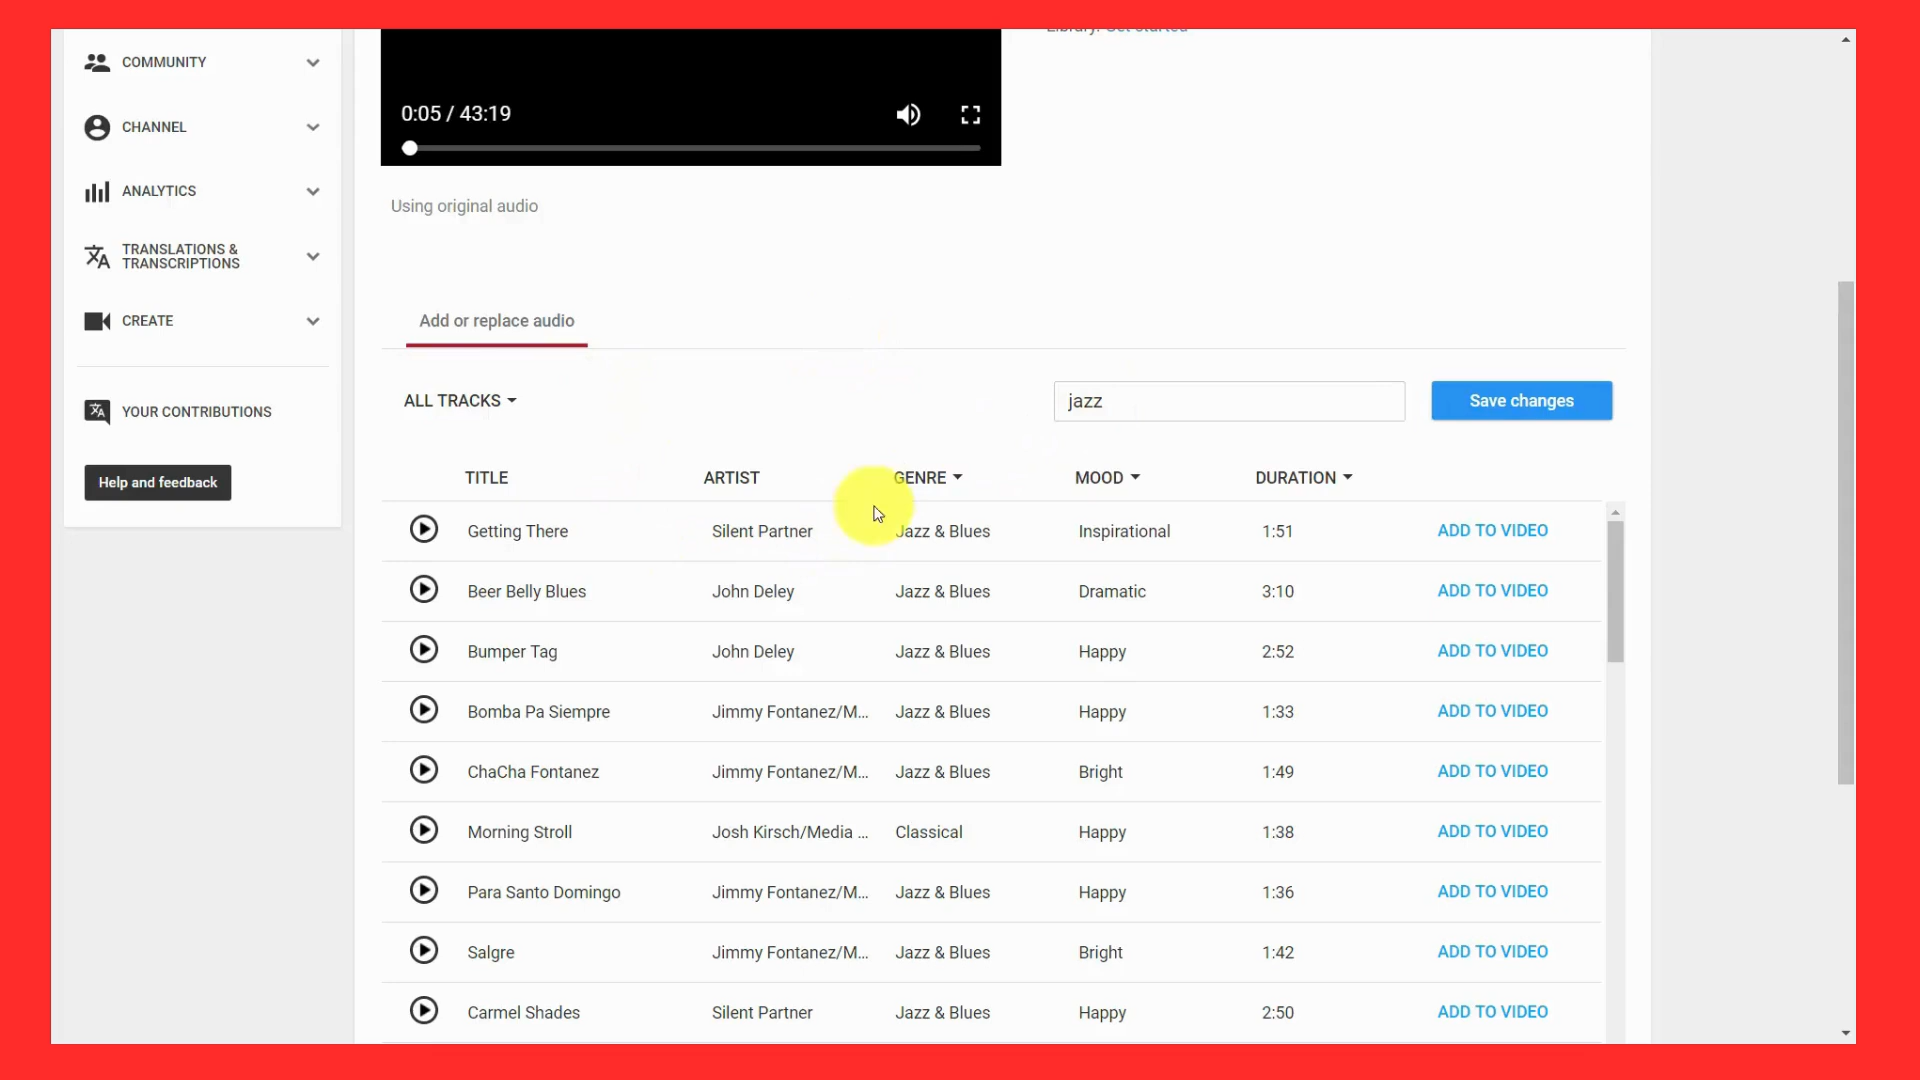 Library. Get started
COMMUNITY
0:05 / 43:19
CHANNEL
ANALYTICS
Using original audio
TRANSLATIONS &
TRANSCRIPTIONS
CREATE
Add or replace audio
ALL TRACKS
jazz
Save changes
YOUR CONTRIBUTIONS
Help and feedback
TITLE ARTIST GENRE MOOD DURATION
Getting There Silent Partner Jazz & Blues Inspirational 1:51 ADD TO VIDEO
Beer Belly Blues John Deley Jazz & Blues Dramatic 3:10 ADD TO VIDEO
Bumper Tag John Deley Jazz & Blues Happy 2:52 ADD TO VIDEO
Bomba Pa Siempre Jimmy Fontanez/M... Jazz & Blues Happy 1:33 ADD TO VIDEO
ChaCha Fontanez Jimmy Fontanez/M... Jazz & Blues Bright 1:49 ADD TO VIDEO
Morning Stroll Josh Kirsch/Media ... Classical Happy 1:38 ADD TO VIDEO
Para Santo Domingo Jimmy Fontanez/M... Jazz & Blues Happy 1:36 ADD TO VIDEO
Salgre Jimmy Fontanez/M... Jazz & Blues Bright 1:42 ADD TO VIDEO
Carmel Shades Silent Partner Jazz & Blues Happy 2:50 ADD TO VIDEO